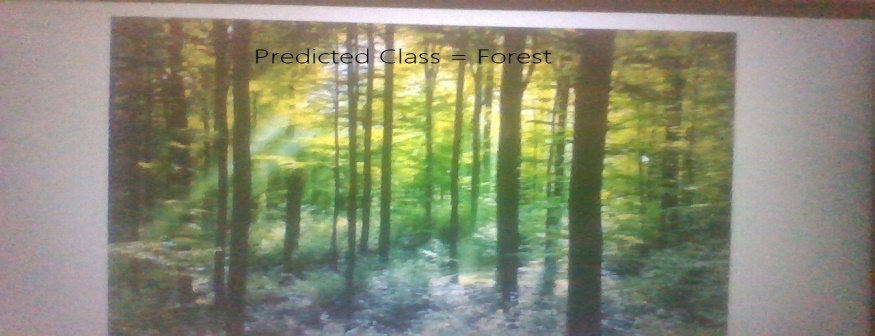 Predicted Class = Forest